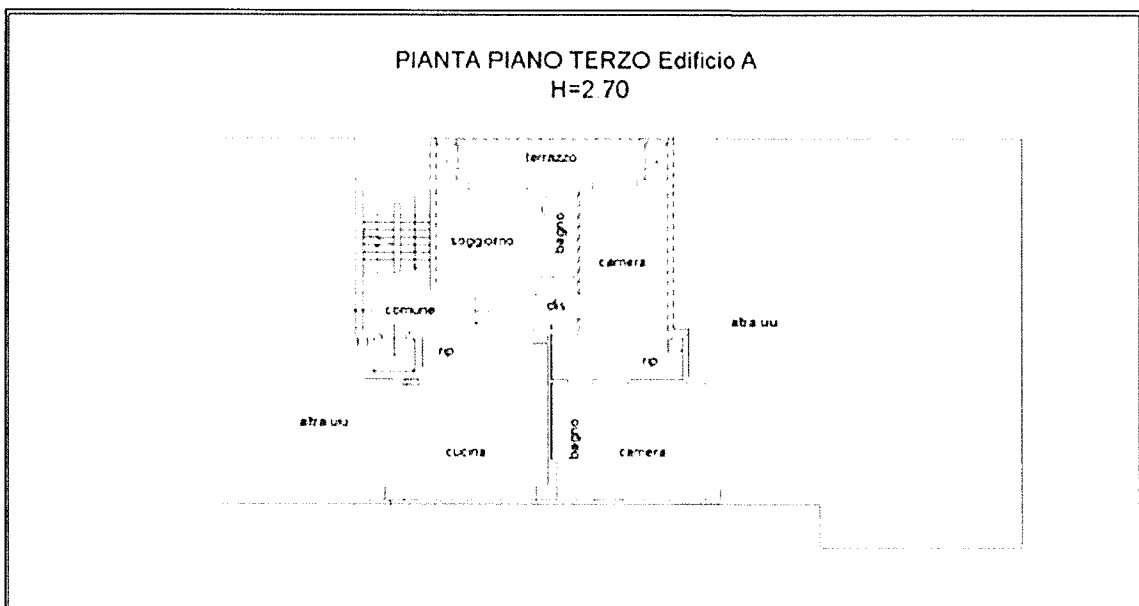 PIANTA PIANO TERZO Edificio A
H=2.70
terrazzo
soggiorno
bagno
camera
comune
dis
altra uu
rip
rip
altra uiu
cucina
bagno
camera